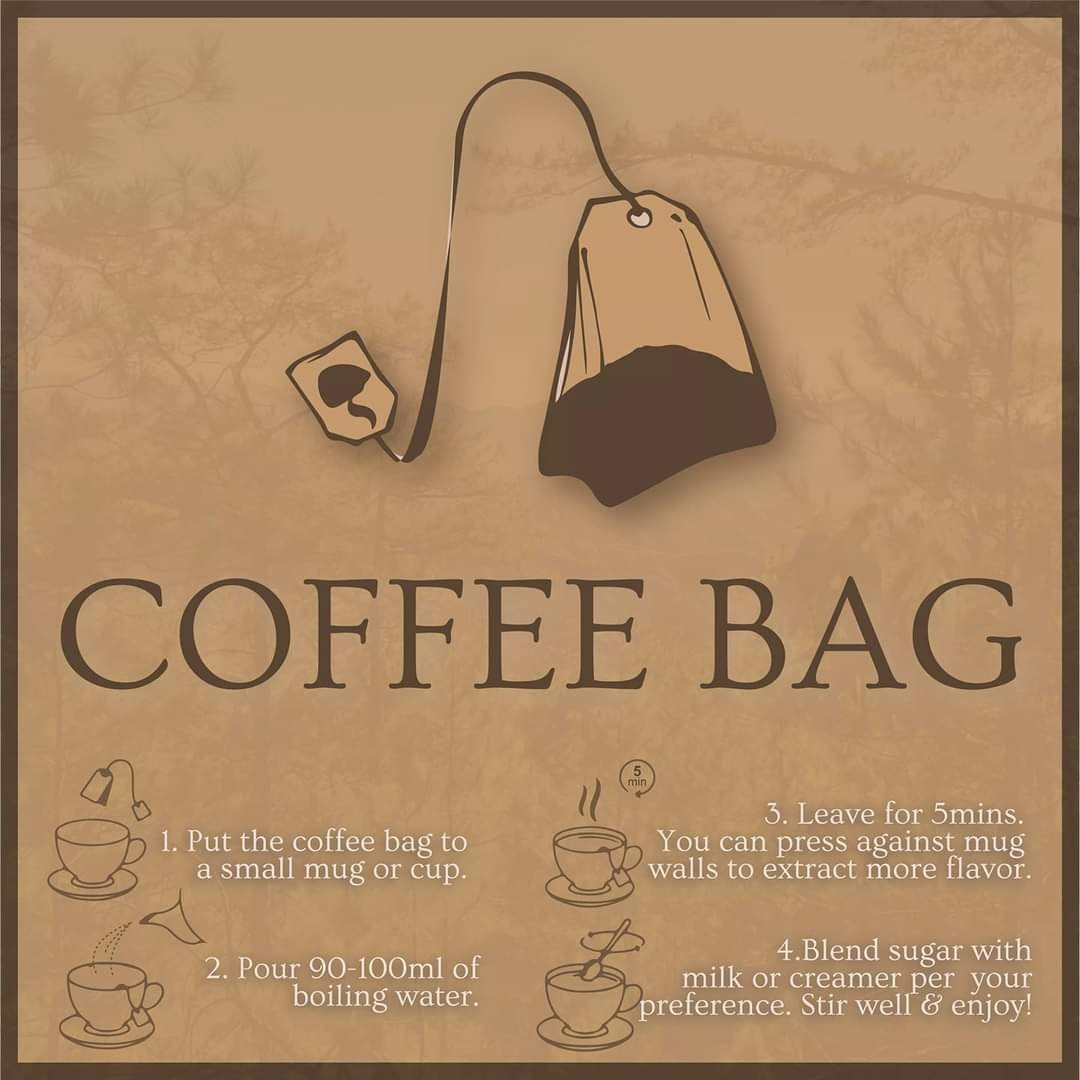 COFFEE BAG
1. Put the coffee bag to
a small mug or cup.
2. Pour 90-100ml of
boiling water.
5
min
3. Leave for 5mins.
You can press against mug
walls to extract more flavor.
4.Blend sugar with
milk or creamer per  your
preference. Stir well & enjoy!